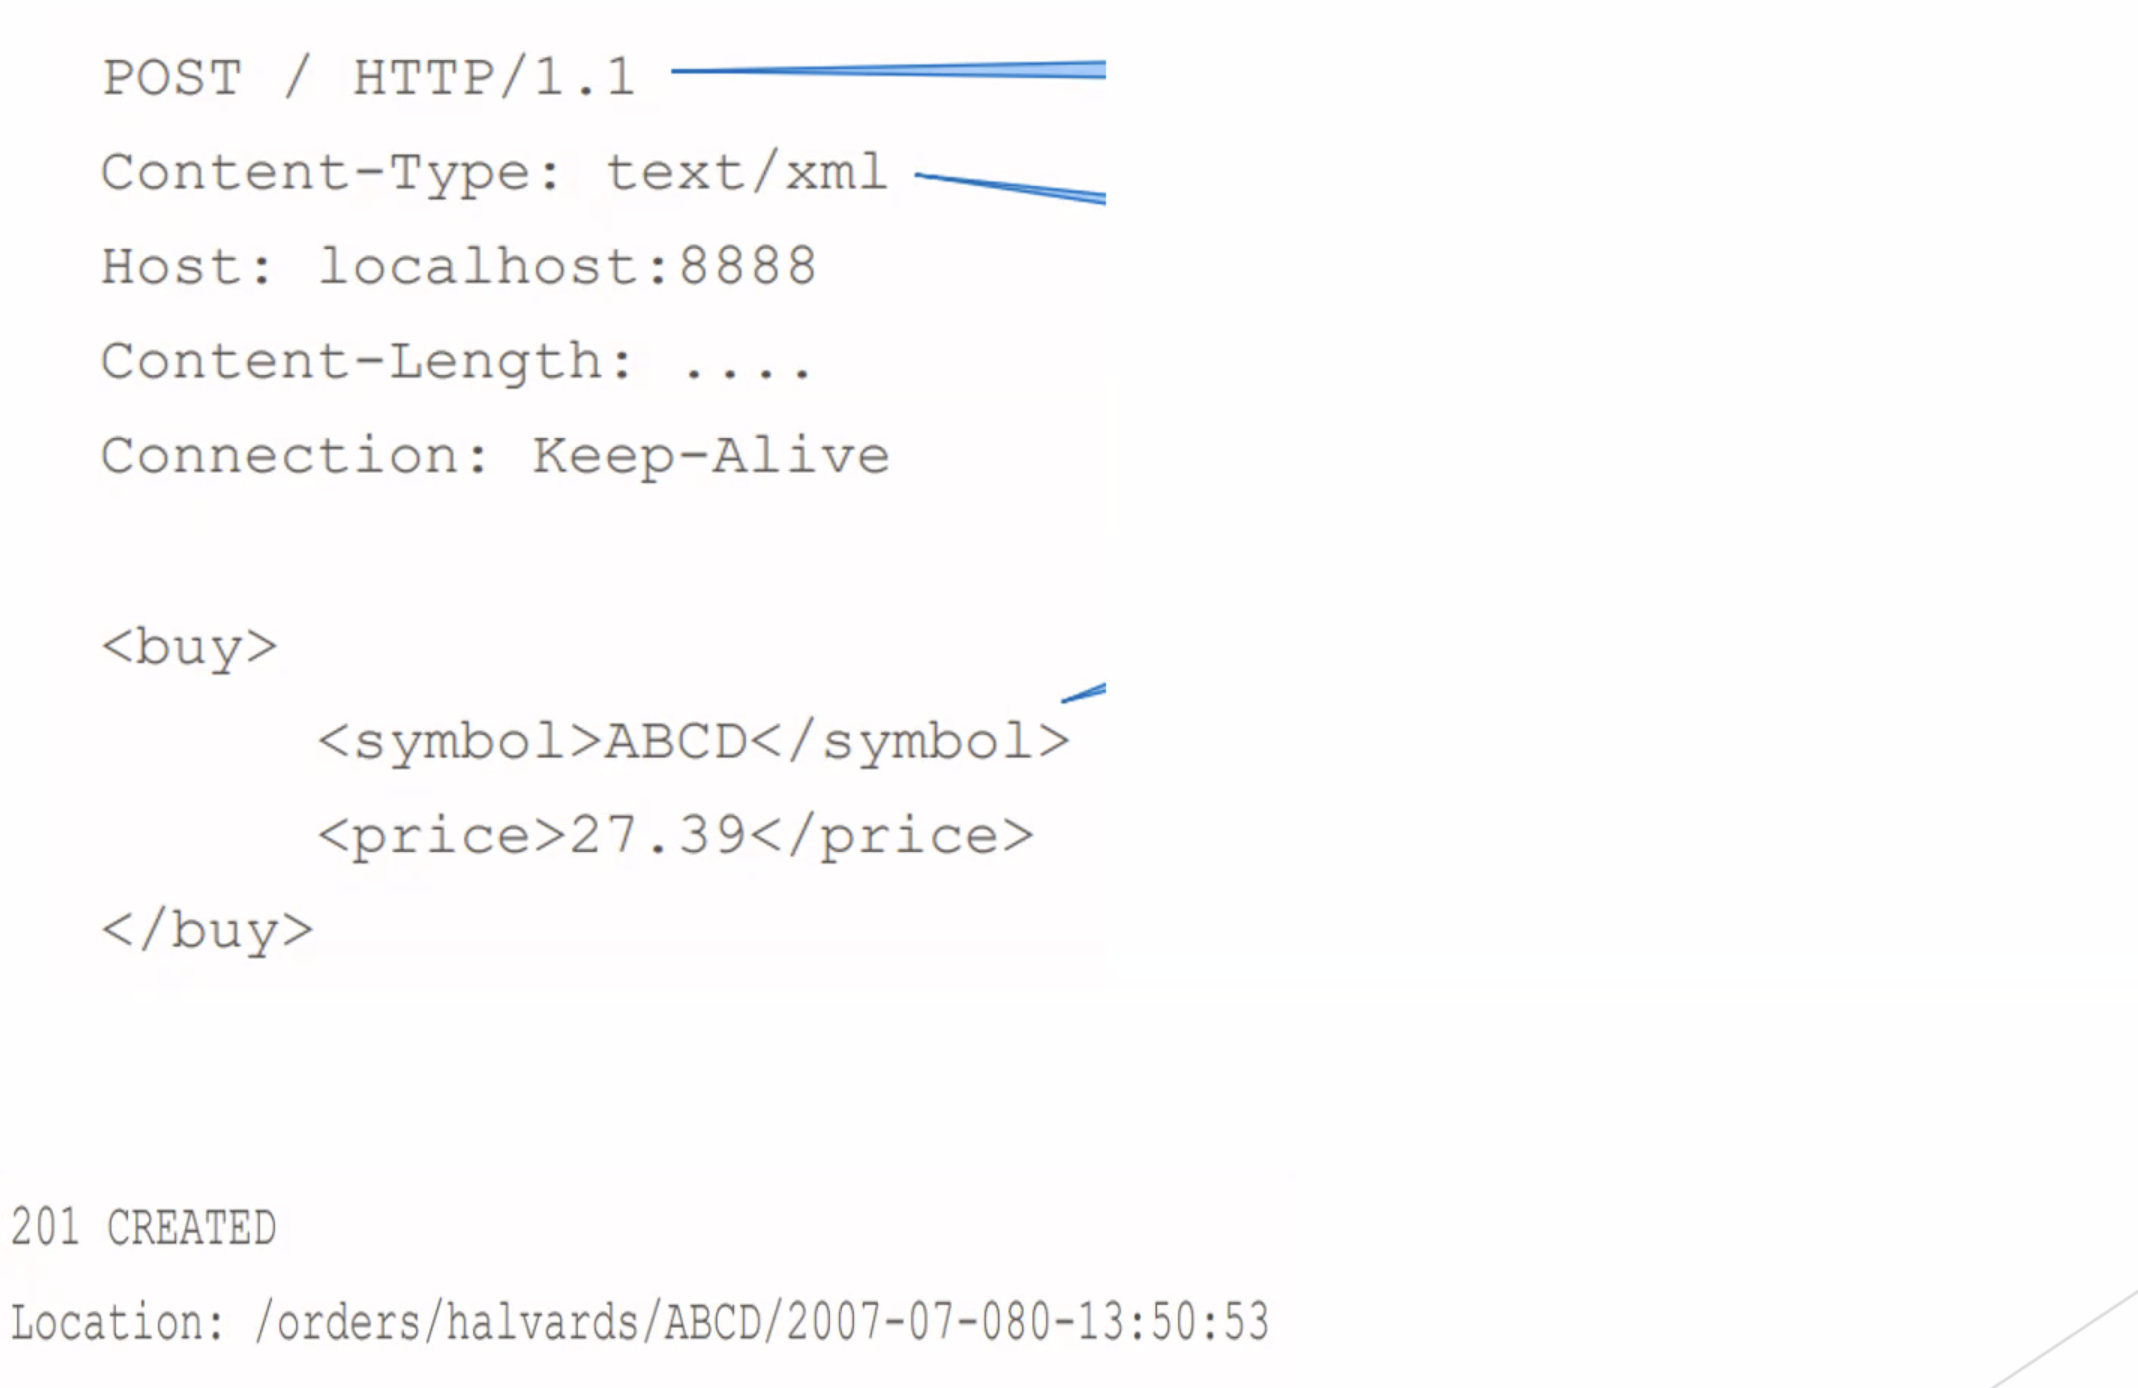 POST / HTTP/1.1
Content-Type: text/xml
Host: localhost:8888
Content-Length: ....
Connection: Keep-Alive
<buy>
<symbol>ABCD</symbol>
<price>27.39</price>
</buy>
201 CREATED
Location: /orders/halvards/ABCD/2007-07-080-13:50:53